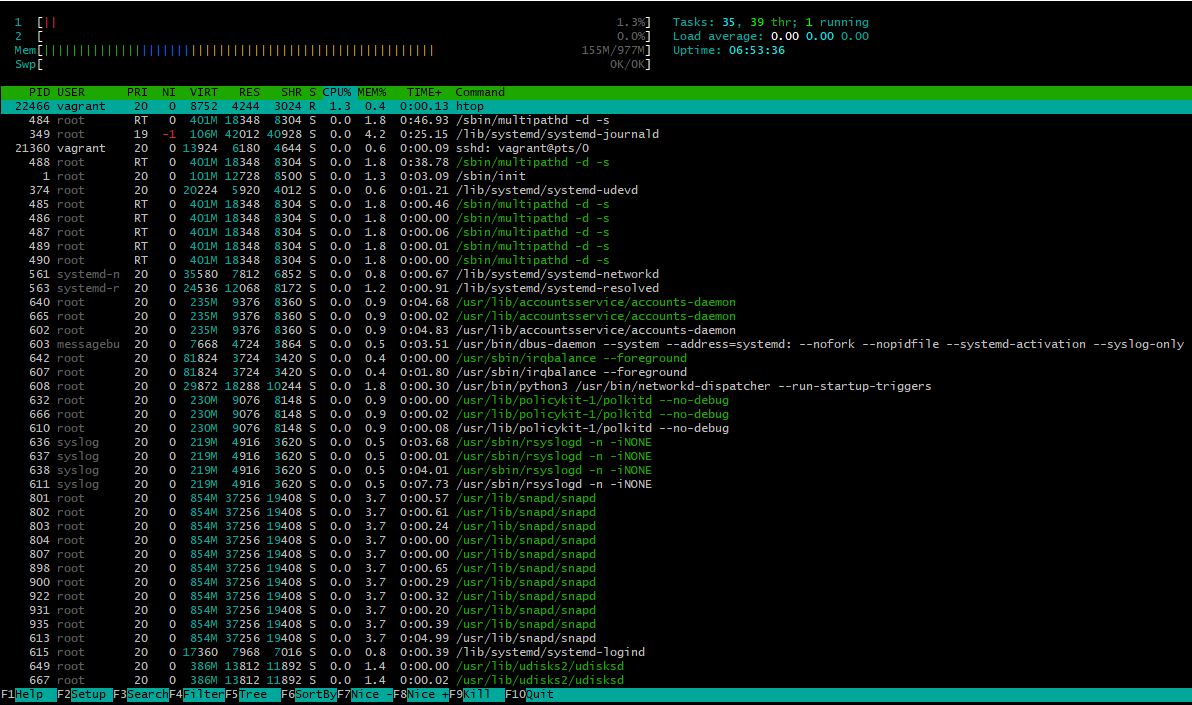 1 [|| 1.3%] Tasks: 35, 39 thr; 1 running
2 [ 0.0%] Load average: 0.00 0.00 0.00
Mem[||||||||||||||||||||||||||||||||||||||||||||||||||||||||155M/977M] Uptime: 06:53:36
Swp[ 0K/0K]
PID USER PRI NI VIRT RES SHR S CPU% MEM% TIME+ Command
22466 vagrant 20 0 8752 4244 3024 R 1.3 0.4 0:00.13 htop
484 root RT 0 401M 18348 8304 S 0.0 1.8 0:46.93 /sbin/multipathd -d -s
349 root 19 -1 106M 42012 40928 S 0.0 4.2 0:25.15 /lib/systemd/systemd-journald
21360 vagrant 20 0 13924 6180 4644 S 0.0 0.6 0:00.09 sshd: vagrant@pts/0
488 root RT 0 401M 18348 8304 S 0.0 1.8 0:38.78 /sbin/multipathd -d -s
1 root 20 0 101M 12728 8500 S 0.0 1.3 0:03.09 /sbin/init
374 root 20 0 20224 5920 4012 S 0.0 0.6 0:01.21 /lib/systemd/systemd-udevd
485 root RT 0 401M 18348 8304 S 0.0 1.8 0:00.46 /sbin/multipathd -d -s
486 root RT 0 401M 18348 8304 S 0.0 1.8 0:00.00 /sbin/multipathd -d -s
487 root RT 0 401M 18348 8304 S 0.0 1.8 0:00.06 /sbin/multipathd -d -s
489 root RT 0 401M 18348 8304 S 0.0 1.8 0:00.01 /sbin/multipathd -d -s
490 root RT 0 401M 18348 8304 S 0.0 1.8 0:00.00 /sbin/multipathd -d -s
561 systemd-n 20 0 35580 7812 6852 S 0.0 0.8 0:00.67 /lib/systemd/systemd-networkd
563 systemd-r 20 0 24536 12068 8172 S 0.0 1.2 0:00.91 /lib/systemd/systemd-resolved
640 root 20 0 235M 9376 8360 S 0.0 0.9 0:04.68 /usr/lib/accountsservice/accounts-daemon
665 root 20 0 235M 9376 8360 S 0.0 0.9 0:00.02 /usr/lib/accountsservice/accounts-daemon
602 root 20 0 235M 9376 8360 S 0.0 0.9 0:04.83 /usr/lib/accountsservice/accounts-daemon
603 messagebu 20 0 7668 4724 3864 S 0.0 0.5 0:03.51 /usr/bin/dbus-daemon --system --address=systemd: --nofork --nopidfile --systemd-activation --syslog-only
642 root 20 0 81824 3724 3420 S 0.0 0.4 0:00.00 /usr/sbin/irqbalance --foreground
607 root 20 0 81824 3724 3420 S 0.0 0.4 0:01.80 /usr/sbin/irqbalance --foreground
608 root 20 0 29872 18288 10244 S 0.0 1.8 0:00.30 /usr/bin/python3 /usr/bin/networkd-dispatcher --run-startup-triggers
632 root 20 0 230M 9076 8148 S 0.0 0.9 0:00.00 /usr/lib/policykit-1/polkitd --no-debug
666 root 20 0 230M 9076 8148 S 0.0 0.9 0:00.02 /usr/lib/policykit-1/polkitd --no-debug
610 root 20 0 230M 9076 8148 S 0.0 0.9 0:00.08 /usr/lib/policykit-1/polkitd --no-debug
636 syslog 20 0 219M 4916 3620 S 0.0 0.5 0:03.68 /usr/sbin/rsyslogd -n -iNONE
637 syslog 20 0 219M 4916 3620 S 0.0 0.5 0:00.01 /usr/sbin/rsyslogd -n -iNONE
638 syslog 20 0 219M 4916 3620 S 0.0 0.5 0:04.01 /usr/sbin/rsyslogd -n -iNONE
611 syslog 20 0 219M 4916 3620 S 0.0 0.5 0:07.73 /usr/sbin/rsyslogd -n -iNONE
801 root 20 0 854M 37256 19408 S 0.0 3.7 0:00.57 /usr/lib/snapd/snapd
802 root 20 0 854M 37256 19408 S 0.0 3.7 0:00.61 /usr/lib/snapd/snapd
803 root 20 0 854M 37256 19408 S 0.0 3.7 0:00.24 /usr/lib/snapd/snapd
804 root 20 0 854M 37256 19408 S 0.0 3.7 0:00.00 /usr/lib/snapd/snapd
807 root 20 0 854M 37256 19408 S 0.0 3.7 0:00.00 /usr/lib/snapd/snapd
898 root 20 0 854M 37256 19408 S 0.0 3.7 0:00.65 /usr/lib/snapd/snapd
900 root 20 0 854M 37256 19408 S 0.0 3.7 0:00.29 /usr/lib/snapd/snapd
922 root 20 0 854M 37256 19408 S 0.0 3.7 0:00.32 /usr/lib/snapd/snapd
931 root 20 0 854M 37256 19408 S 0.0 3.7 0:00.20 /usr/lib/snapd/snapd
935 root 20 0 854M 37256 19408 S 0.0 3.7 0:00.39 /usr/lib/snapd/snapd
613 root 20 0 854M 37256 19408 S 0.0 3.7 0:04.99 /usr/lib/snapd/snapd
615 root 20 0 17360 7968 7016 S 0.0 0.8 0:00.39 /lib/systemd/systemd-logind
649 root 20 0 386M 13812 11892 S 0.0 1.4 0:00.00 /usr/lib/udisks2/udisksd
667 root 20 0 386M 13812 11892 S 0.0 1.4 0:00.02 /usr/lib/udisks2/udisksd
F1Help F2Setup F3SearchF4FilterF5Tree F6SortByF7Nice -F8Nice +F9Kill F10Quit